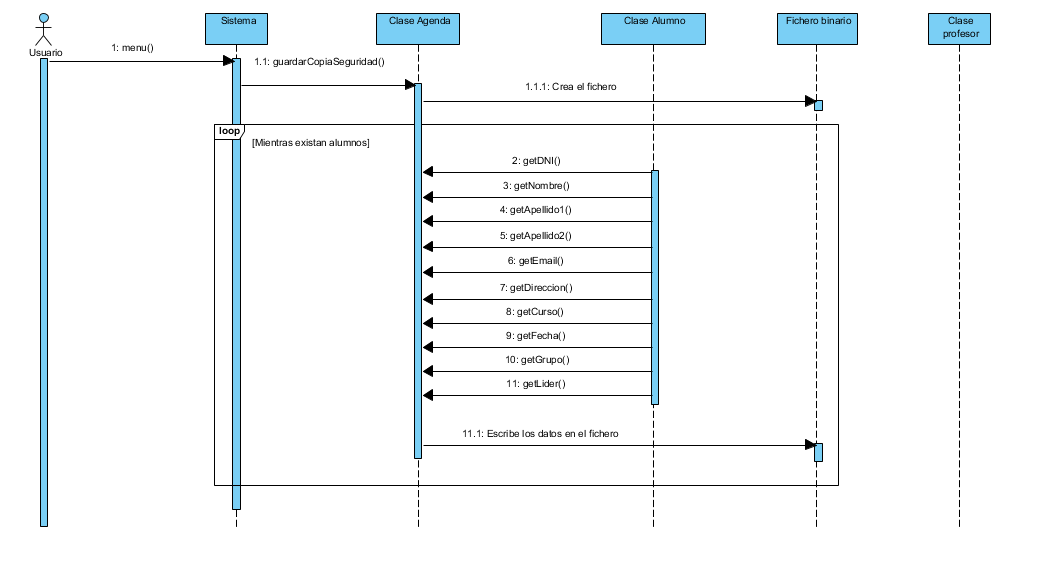 Usuario
Sistema
Clase Agenda
Clase Alumno
Fichero binario
Clase
profesor
1: menu()
1.1: guardarCopiaSeguridad()
1.1.1: Crea el fichero
loop
[Mientras existan alumnos]
2: getDNI()
3: getNombre()
4: getApellido1()
5: getApellido2()
6: getEmail()
7: getDireccion()
8: getCurso()
9: getFecha()
10: getGrupo()
11: getLider()
11.1: Escribe los datos en el fichero